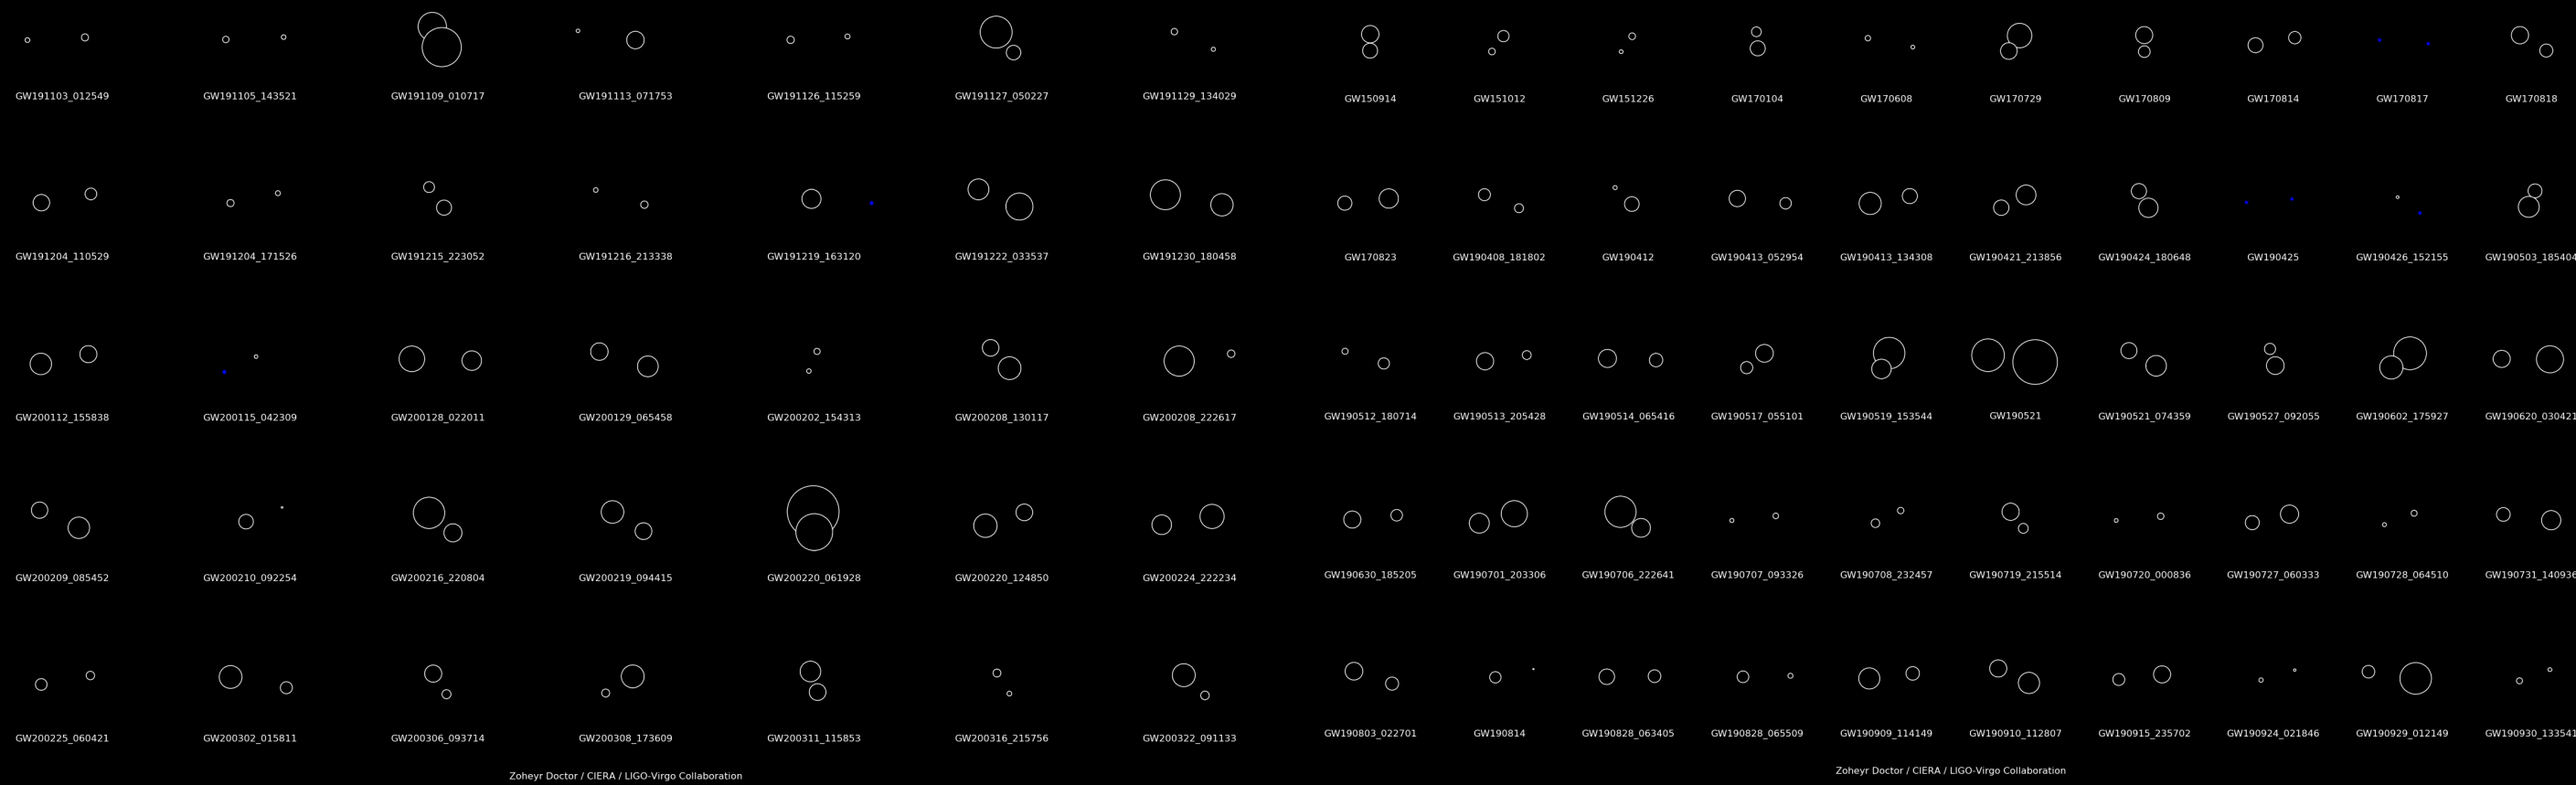 GW191103_012549 GW191105_143521 GW191109_010717 GW191113_071753 GW191126_115259 GW191127_050227 GW191129_134029
GW191204_110529 GW191204_171526 GW191215_223052 GW191216_213338 GW191219_163120 GW191222_033537 GW191230_180458
GW200112_155838 GW200115_042309 GW200128_022011 GW200129_065458 GW200202_154313 GW200208_130117 GW200208_222617
GW200209_085452 GW200210_092254 GW200216_220804 GW200219_094415 GW200220_061928 GW200220_124850 GW200224_222234
GW200225_060421 GW200302_015811 GW200306_093714 GW200308_173609 GW200311_115853 GW200316_215756 GW200322_091133
Zoheyr Doctor / CIERA / LIGO-Virgo Collaboration
GW150914 GW151012 GW151226 GW170104 GW170608 GW170729 GW170809 GW170814 GW170817 GW170818
GW170823 GW190408_181802 GW190412 GW190413_052954 GW190413_134308 GW190421_213856 GW190424_180648 GW190425 GW190426_152155 GW190503_185404
GW190512_180714 GW190513_205428 GW190514_065416 GW190517_055101 GW190519_153544 GW190521 GW190521_074359 GW190527_092055 GW190602_175927 GW190620_030421
GW190630_185205 GW190701_203306 GW190706_222641 GW190707_093326 GW190708_232457 GW190719_215514 GW190720_000836 GW190727_060333 GW190728_064510 GW190731_140936
GW190803_022701 GW190814 GW190828_063405 GW190828_065509 GW190909_114149 GW190910_112807 GW190915_235702 GW190924_021846 GW190929_012149 GW190930_133541
Zoheyr Doctor / CIERA / LIGO-Virgo Collaboration